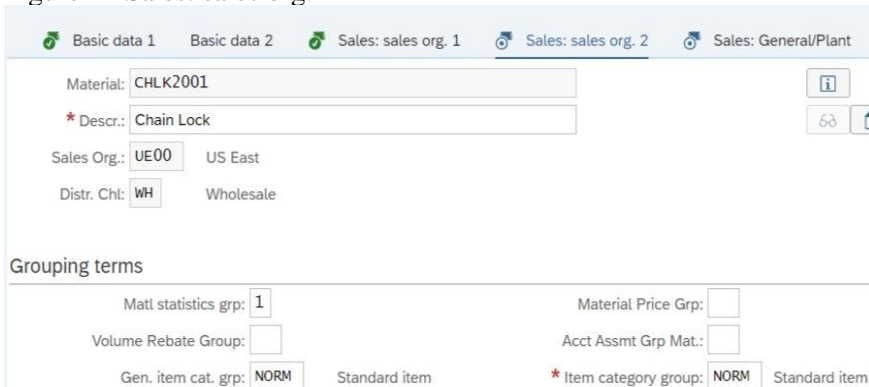 Basic data 1 Basic data 2 Sales: sales org. 1 Sales: sales org. 2 Sales: General/Plant
Material: CHLK2001
* Descr.: Chain Lock
Sales Org.: UE00 US East
Distr. Chl: WH Wholesale
Grouping terms
Matl statistics grp: 1 Material Price Grp:
Volume Rebate Group: Acct Assmt Grp Mat.:
Gen. item cat. grp: NORM Standard item * Item category group: NORM Standard item